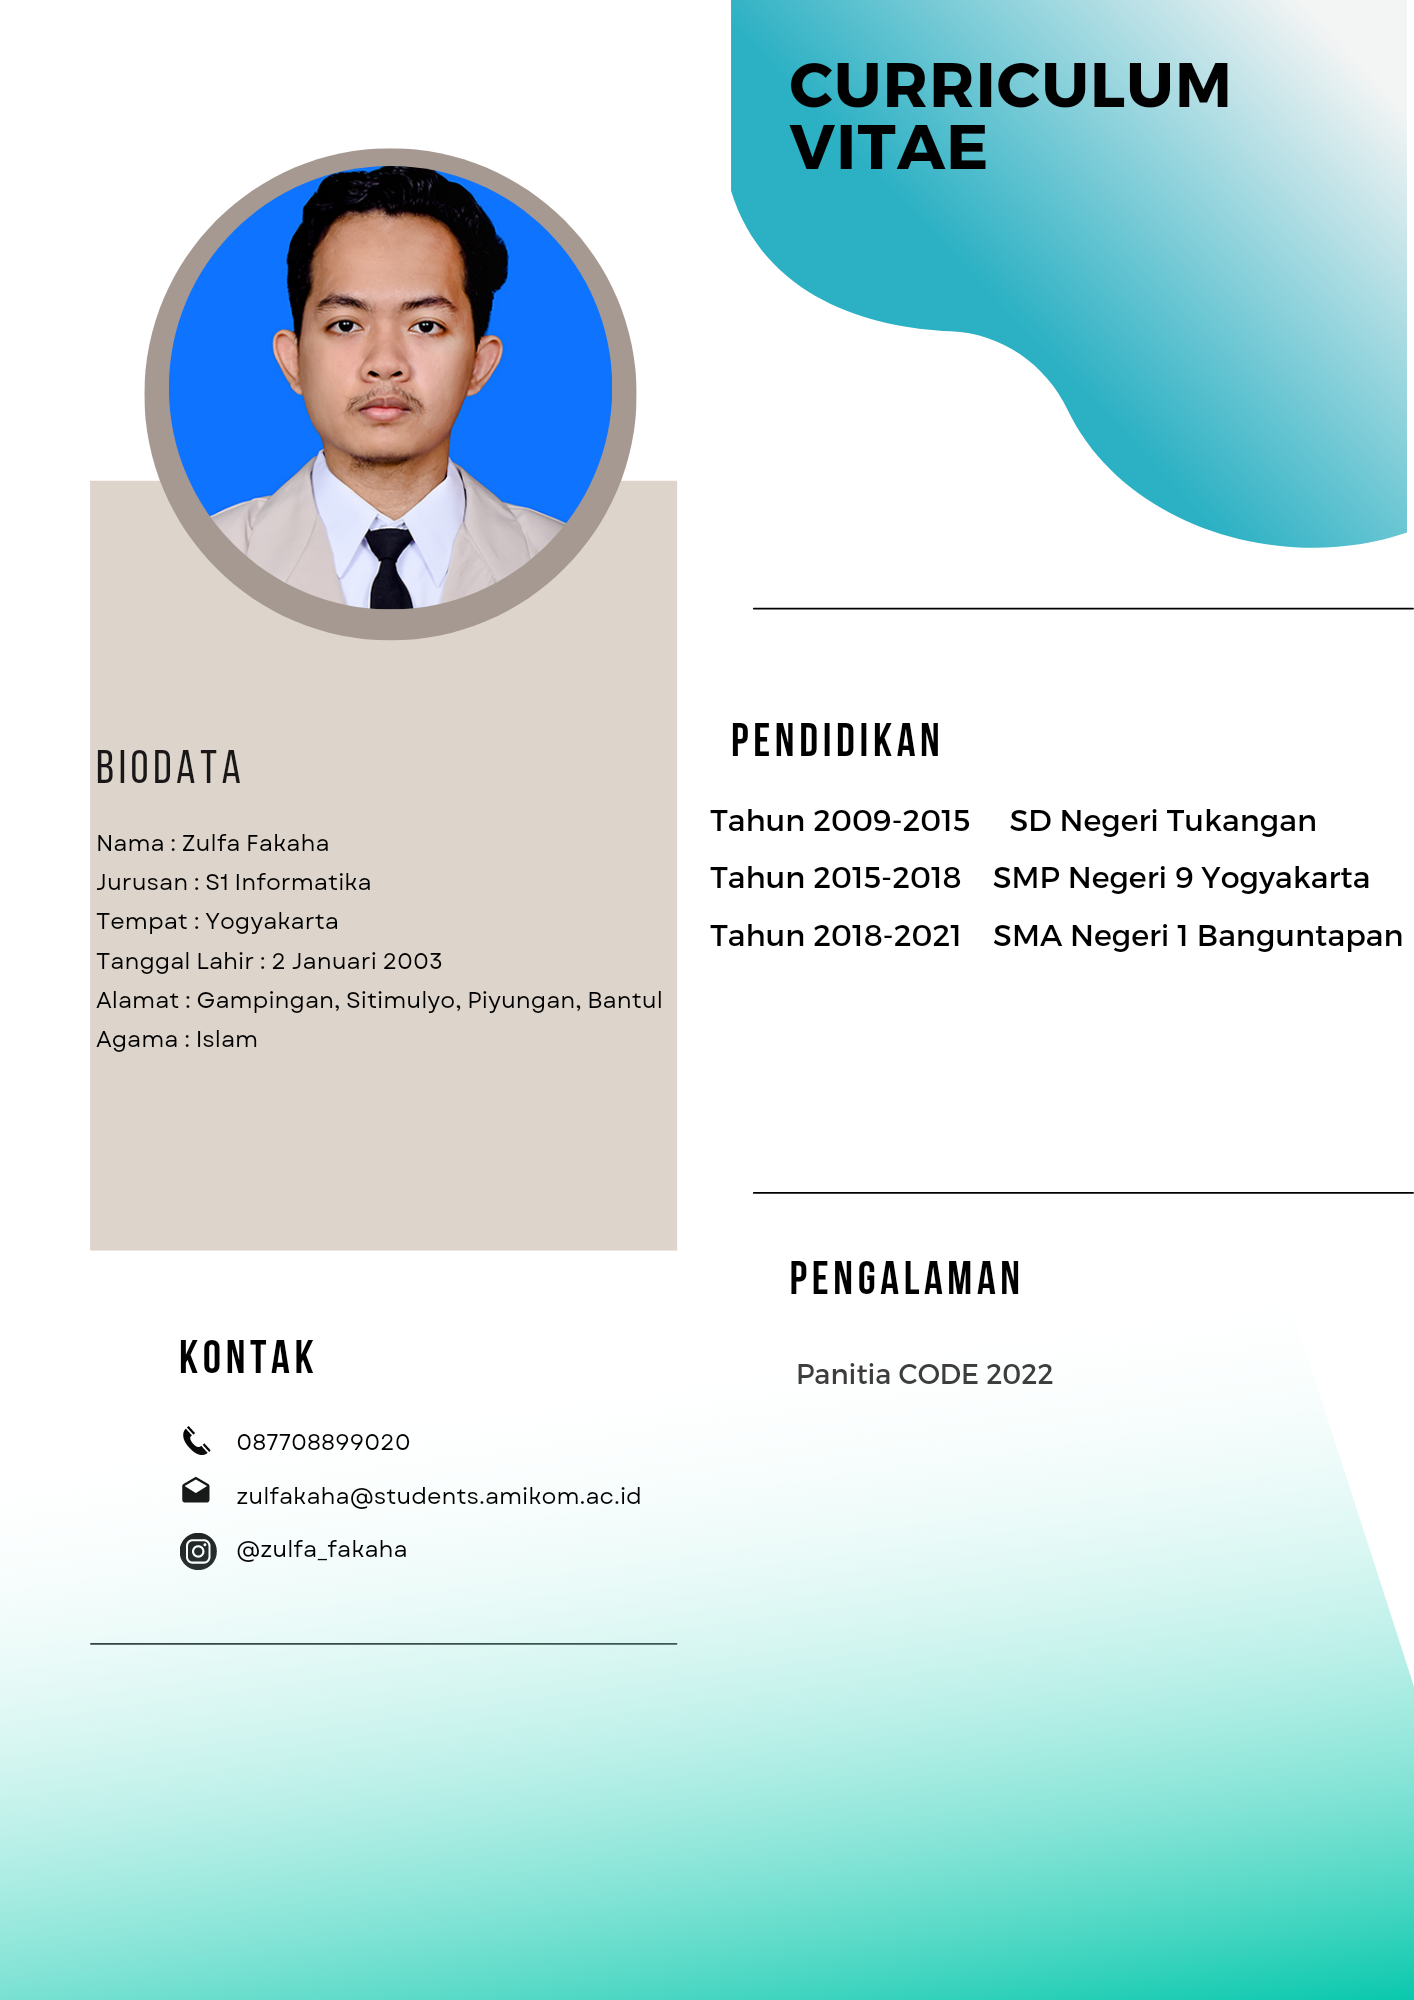 CURRICULUM
VITAE
BIODATA
Nama : Zulfa Fakaha
Jurusan : S1 Informatika
Tempat : Yogyakarta
Tanggal Lahir : 2 Januari 2003
Alamat : Gampingan, Sitimulyo, Piyungan, Bantul
Agama : Islam
KONTAK
087708899020
zulfakaha@students.amikom.ac.id
@zulfa_fakaha
PENDIDIKAN
Tahun 2009-2015 SD Negeri Tukangan
Tahun 2015-2018 SMP Negeri 9 Yogyakarta
Tahun 2018-2021 SMA Negeri 1 Banguntapan
PENGALAMAN
Panitia CODE 2022